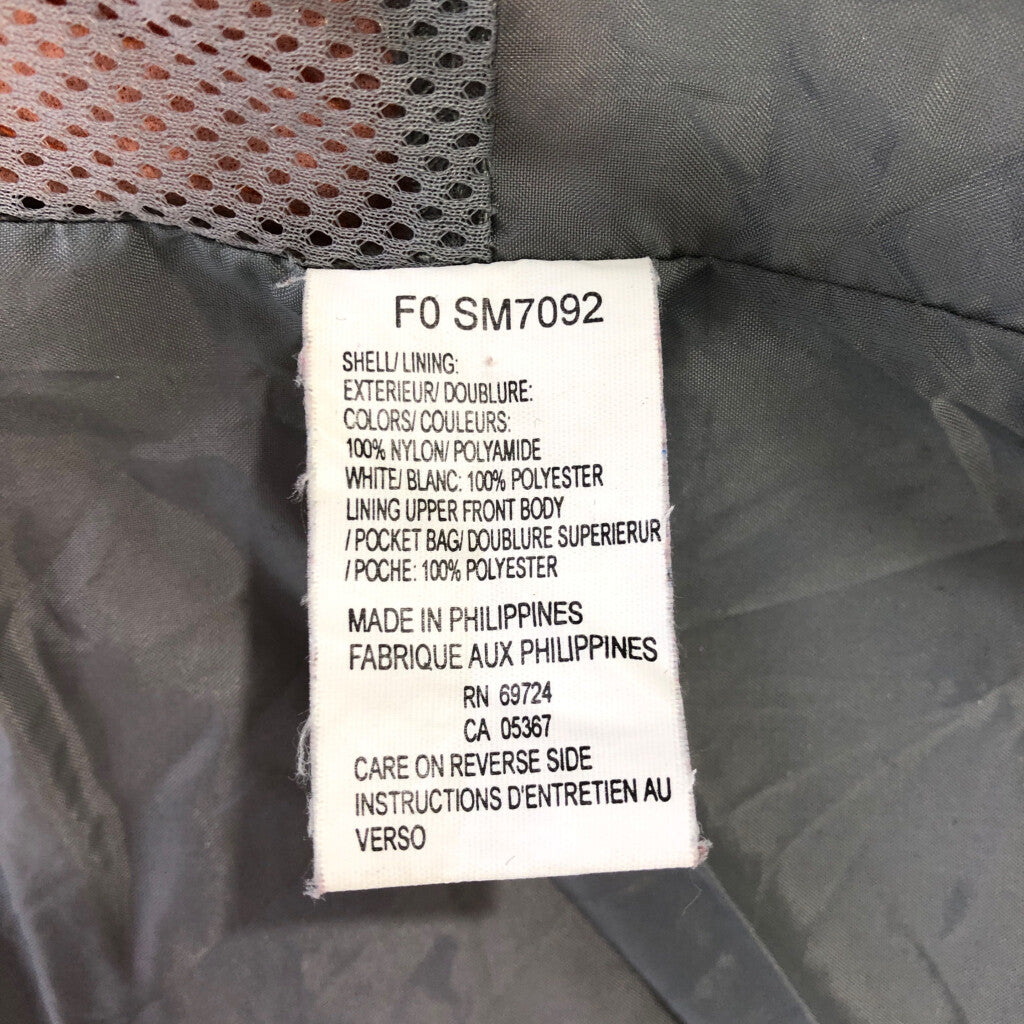 F0 SM7092
SHELL/ LINING:
EXTERIEUR/ DOUBLURE:
COLORS/ COULEURS:
100% NYLON/ POLYAMIDE
WHITE/ BLANC: 100% POLYESTER
LINING UPPER FRONT BODY
/ POCKET BAG/ DOUBLURE SUPERIERUR
/ POCHE: 100% POLYESTER
MADE IN PHILIPPINES
FABRIQUE AUX PHILIPPINES
RN 69724
CA 05367
CARE ON REVERSE SIDE
INSTRUCTIONS D'ENTRETIEN AU
VERSO